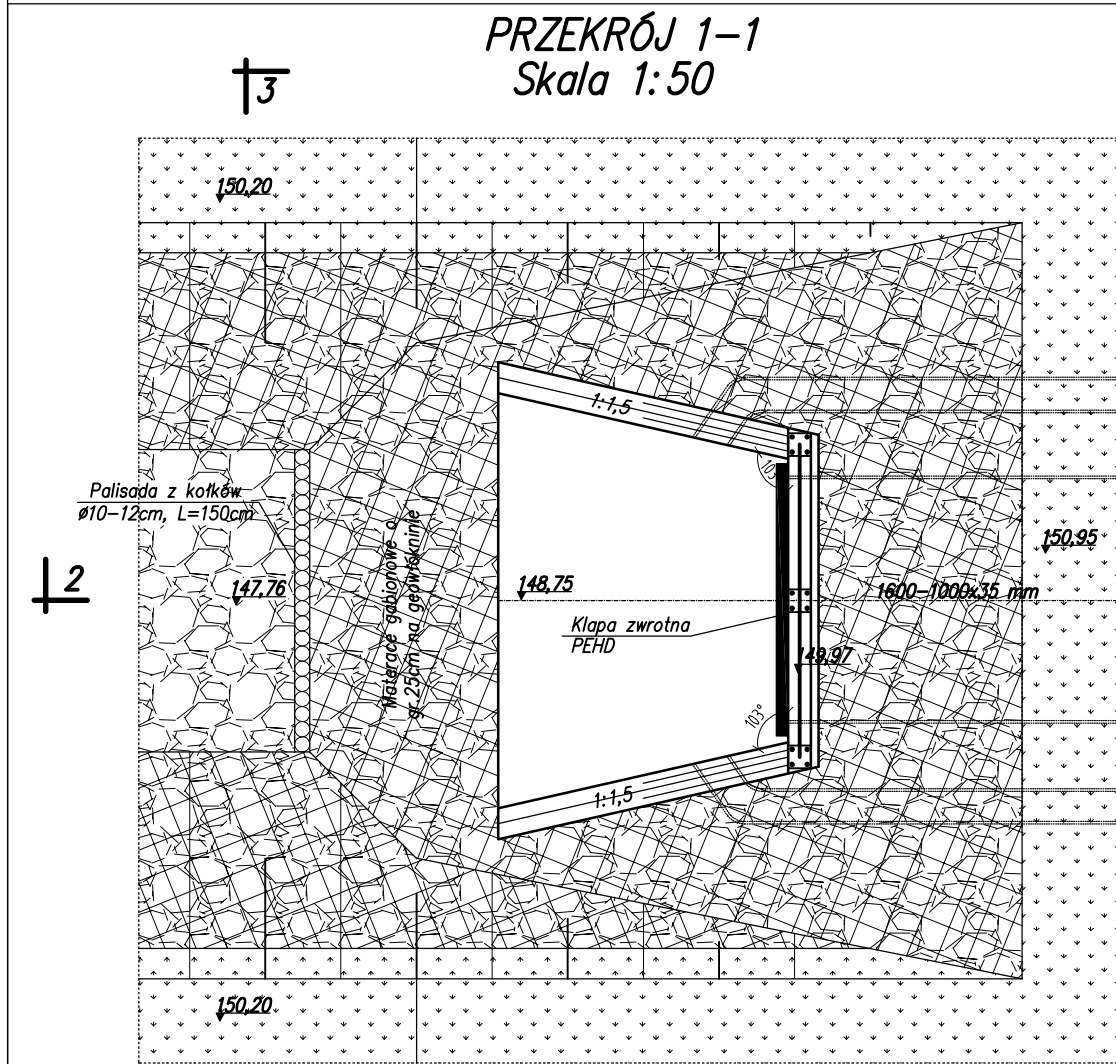 PRZEKRÓJ 1-1
Skala 1:50
3
150,20
1:1,5
103°
Palisada z kołków
ø10-12cm, L=150cm
Materace gabionowe o
gr.25cm na geowłókninie
2
147,76
148,75
150,95
1600-1000x35 mm
Klapa zwrotna
PEHD
149,97
103°
1:1,5
150,20